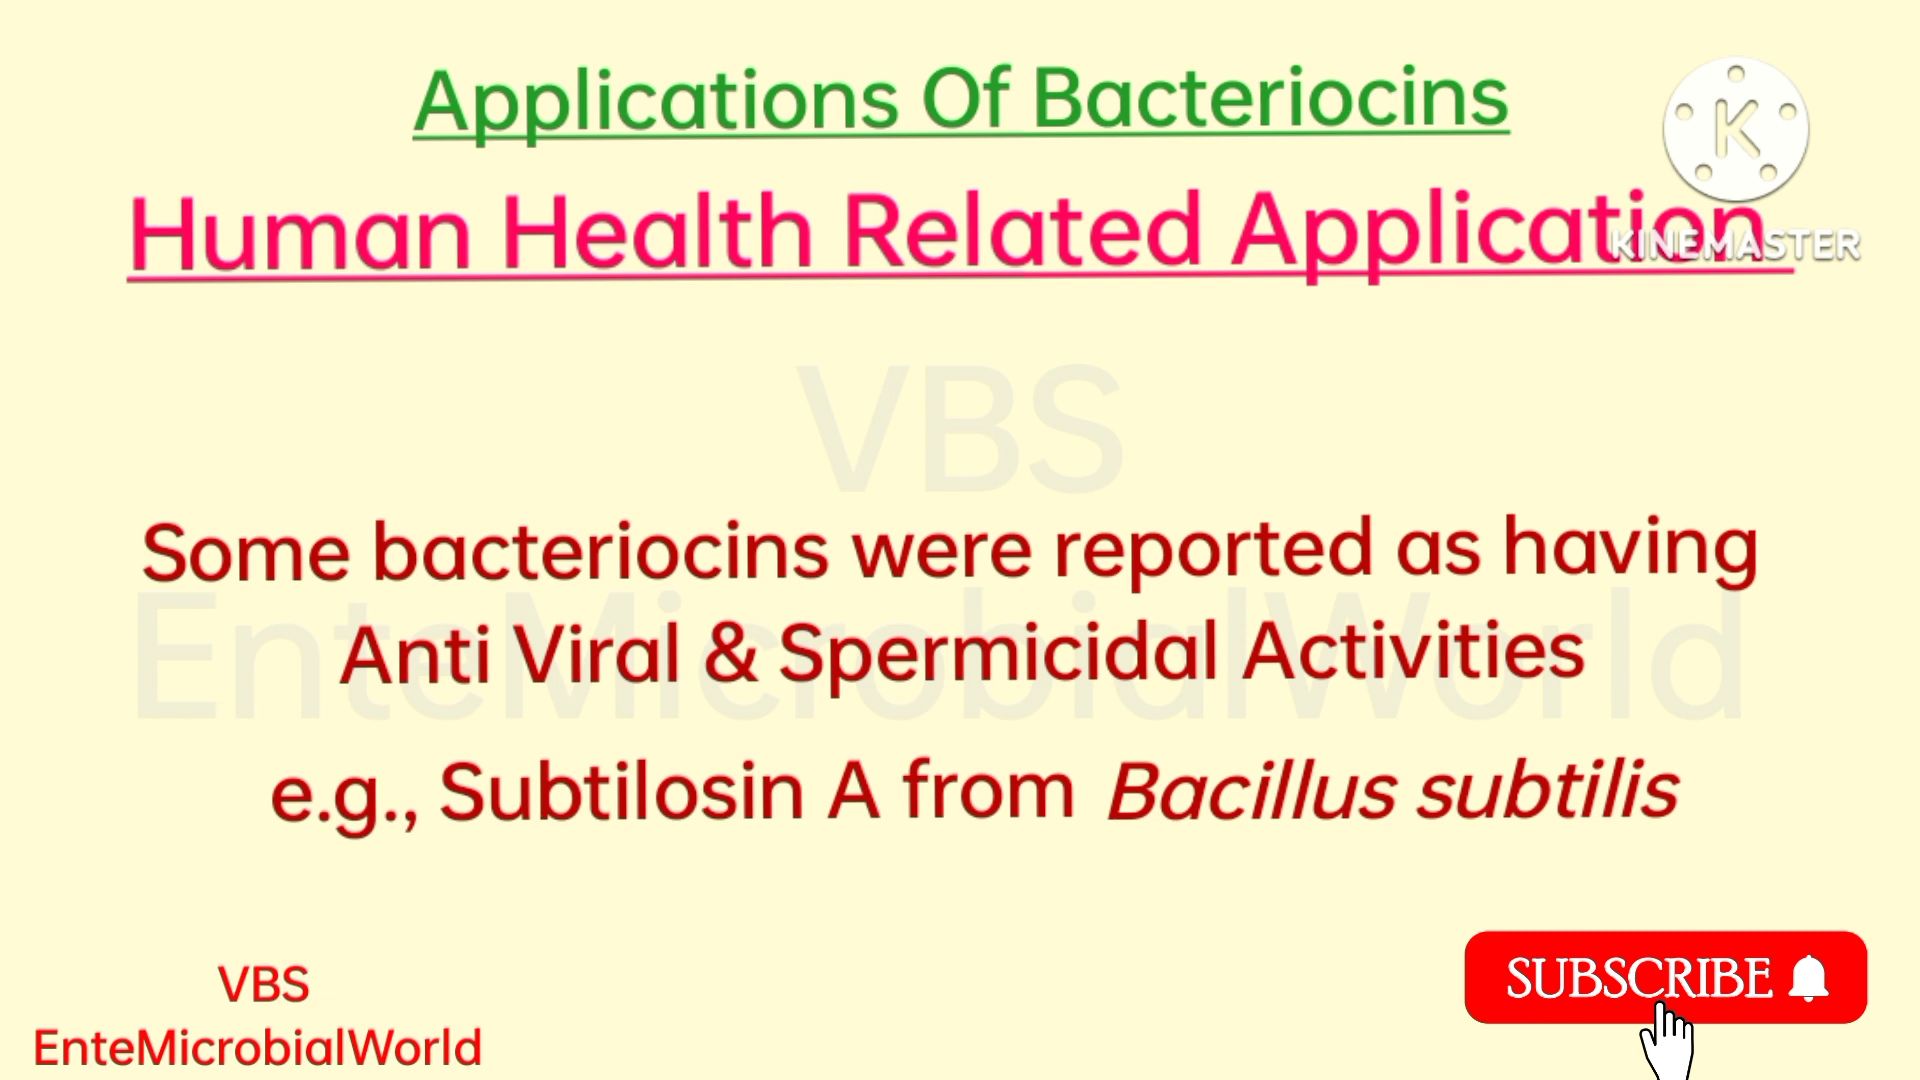 Applications Of Bacteriocins
Human Health Related Application
K
KINEMASTER
VBS
Some bacteriocins were reported as having
EnteMicrobialWorld
Anti Viral & Spermicidal Activities
e.g., Subtilosin A from Bacillus subtilis
VBS
EnteMicrobialWorld
SUBSCRIBE